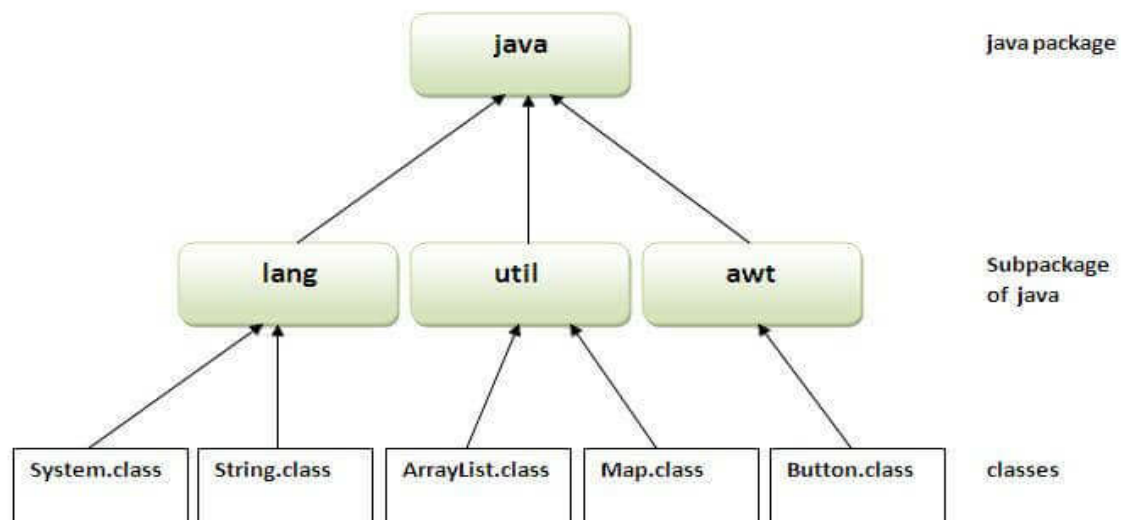 java
java package
lang
util
awt
Subpackage
of java
System.class
String.class
ArrayList.class
Map.class
Button.class
classes